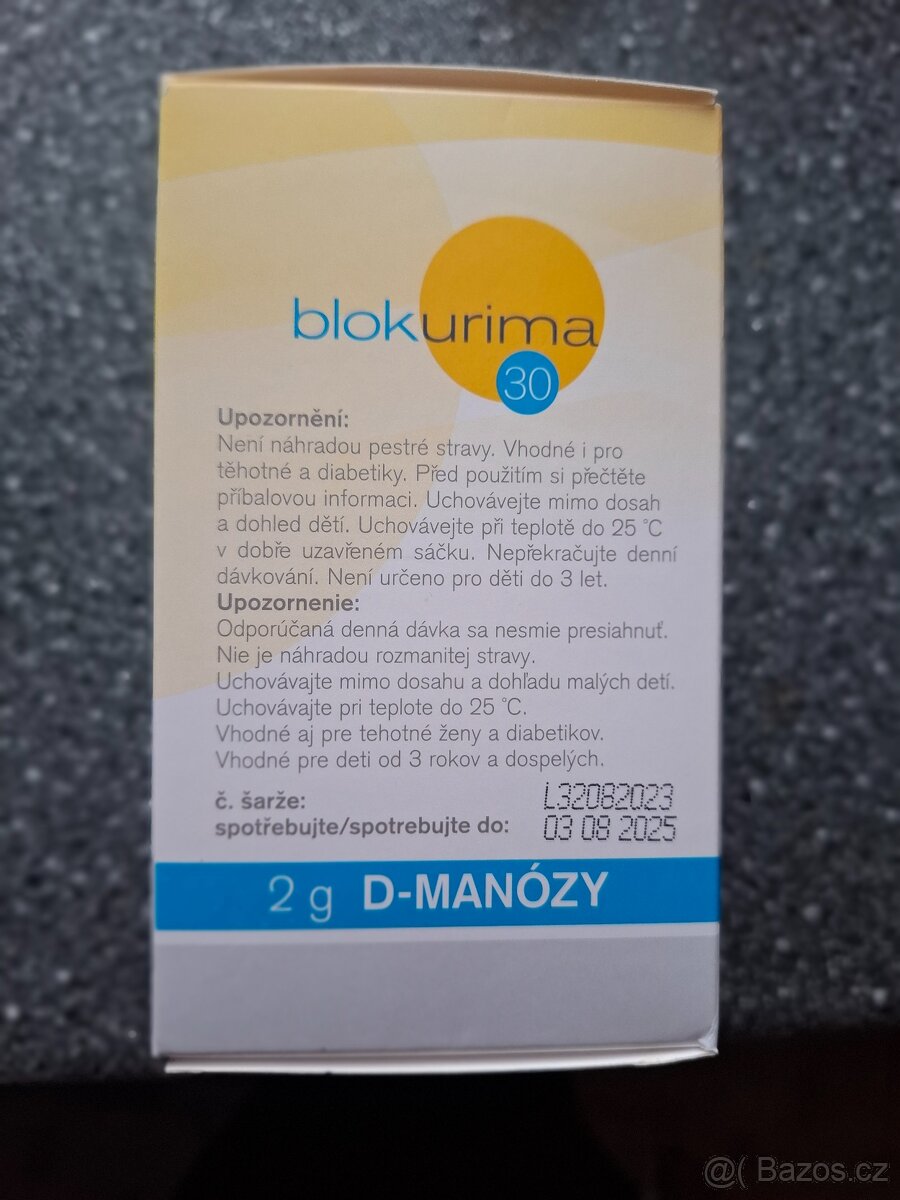 blokurima
30
Upozornění:
Není náhradou pestré stravy. Vhodné i pro
těhotné a diabetiky. Před použitím si přečtěte
příbalovou informaci. Uchovávejte mimo dosah
a dohled dětí. Uchovávejte při teplotě do 25 °C
v dobře uzavřeném sáčku. Nepřekračujte denní
dávkování. Není určeno pro děti do 3 let.
Upozornenie:
Odporúčaná denná dávka sa nesmie presiahnuť.
Nie je náhradou rozmanitej stravy.
Uchovávajte mimo dosahu a dohľadu malých detí.
Uchovávajte pri teplote do 25 °C.
Vhodné aj pre tehotné ženy a diabetikov.
Vhodné pre deti od 3 rokov a dospelých.
č. šarže: L32082023
spotřebujte/spotrebujte do: 03 08 2025
2 g D-MANÓZY
@( Bazos.cz